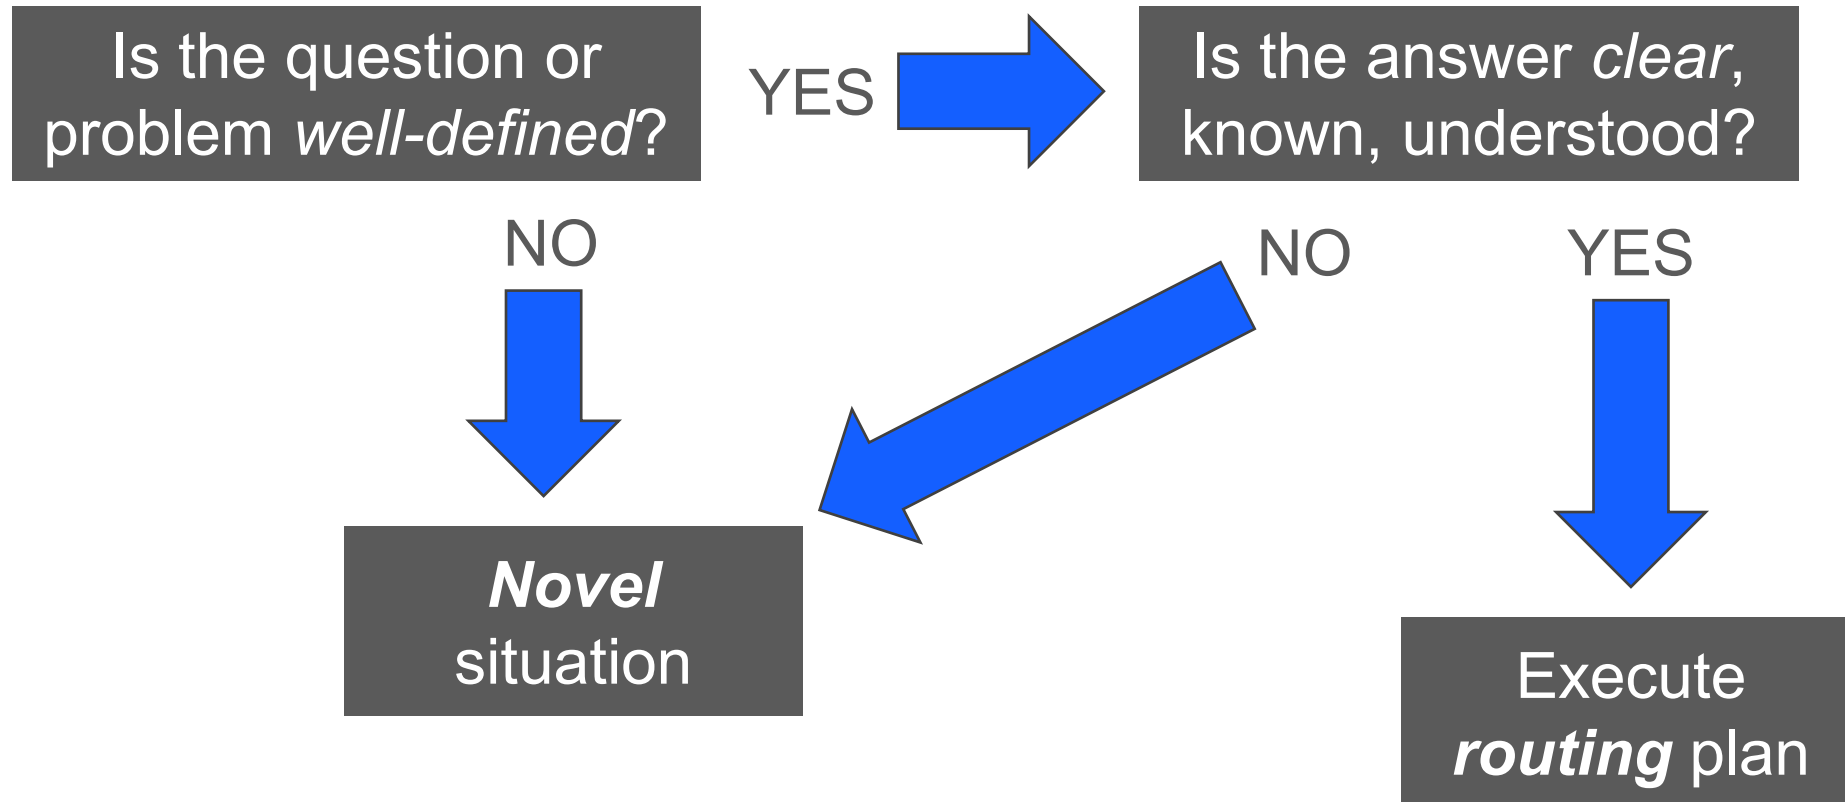 Is the question or
problem well-defined?
YES
Is the answer clear,
known, understood?
NO
NO
YES
Novel
situation
Execute
routing plan